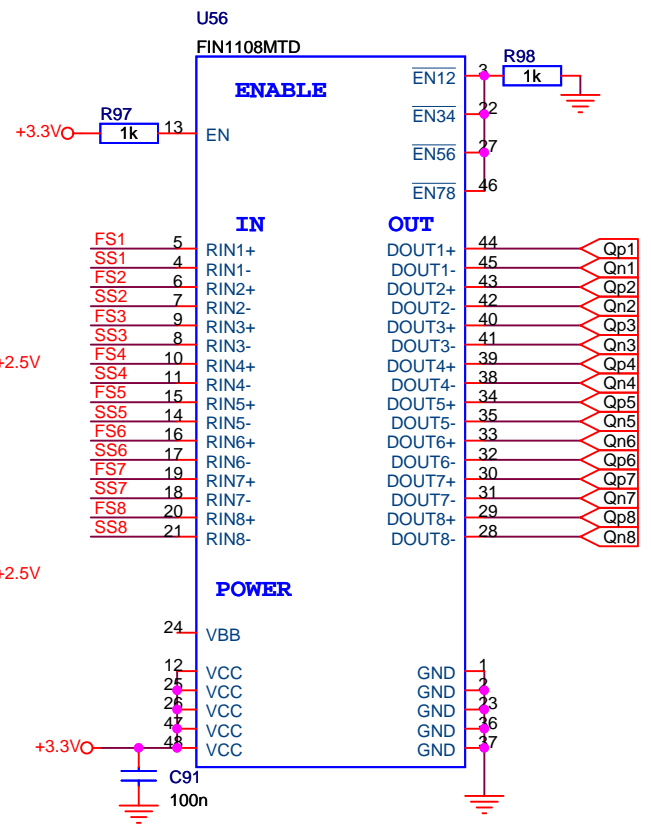 U56
FIN1108MTD
ENABLE
R98
1k
EN12
3
EN34
22
EN56
27
EN78
46
R97
+3.3V
1k
13
EN
IN
OUT
FS1 5 RIN1+ DOUT1+ 44 Qp1
SS1 4 RIN1- DOUT1- 45 Qn1
FS2 6 RIN2+ DOUT2+ 43 Qp2
SS2 7 RIN2- DOUT2- 42 Qn2
FS3 9 RIN3+ DOUT3+ 40 Qp3
SS3 8 RIN3- DOUT3- 41 Qn3
+2.5V
FS4 10 RIN4+ DOUT4+ 39 Qp4
SS4 11 RIN4- DOUT4- 38 Qn4
FS5 15 RIN5+ DOUT5+ 34 Qp5
SS5 14 RIN5- DOUT5- 35 Qn5
FS6 16 RIN6+ DOUT6+ 33 Qn6
SS6 17 RIN6- DOUT6- 32 Qp6
FS7 19 RIN7+ DOUT7+ 30 Qp7
SS7 18 RIN7- DOUT7- 31 Qn7
FS8 20 RIN8+ DOUT8+ 29 Qp8
SS8 21 RIN8- DOUT8- 28 Qn8
+2.5V
POWER
24 VBB
12 VCC GND 1
25 VCC GND 2
26 VCC GND 23
47 VCC GND 36
+3.3V 48 VCC GND 37
C91
100n